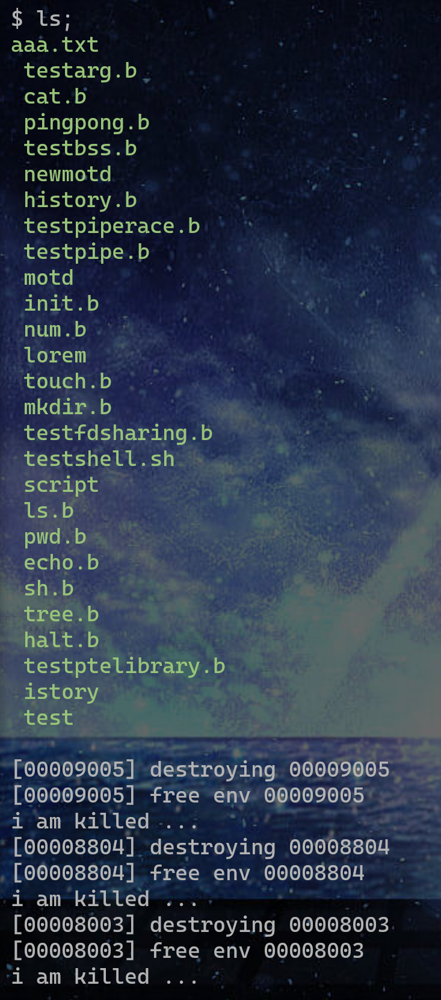 $ ls;
aaa.txt
testarg.b
cat.b
pingpong.b
testbss.b
newmotd
history.b
testpiperace.b
testpipe.b
motd
init.b
num.b
lorem
touch.b
mkdir.b
testfdsharing.b
testshell.sh
script
ls.b
pwd.b
echo.b
sh.b
tree.b
halt.b
testptelibrary.b
istory
test
[00009005] destroying 00009005
[00009005] free env 00009005
i am killed ...
[00008804] destroying 00008804
[00008804] free env 00008804
i am killed ...
[00008003] destroying 00008003
[00008003] free env 00008003
i am killed ...